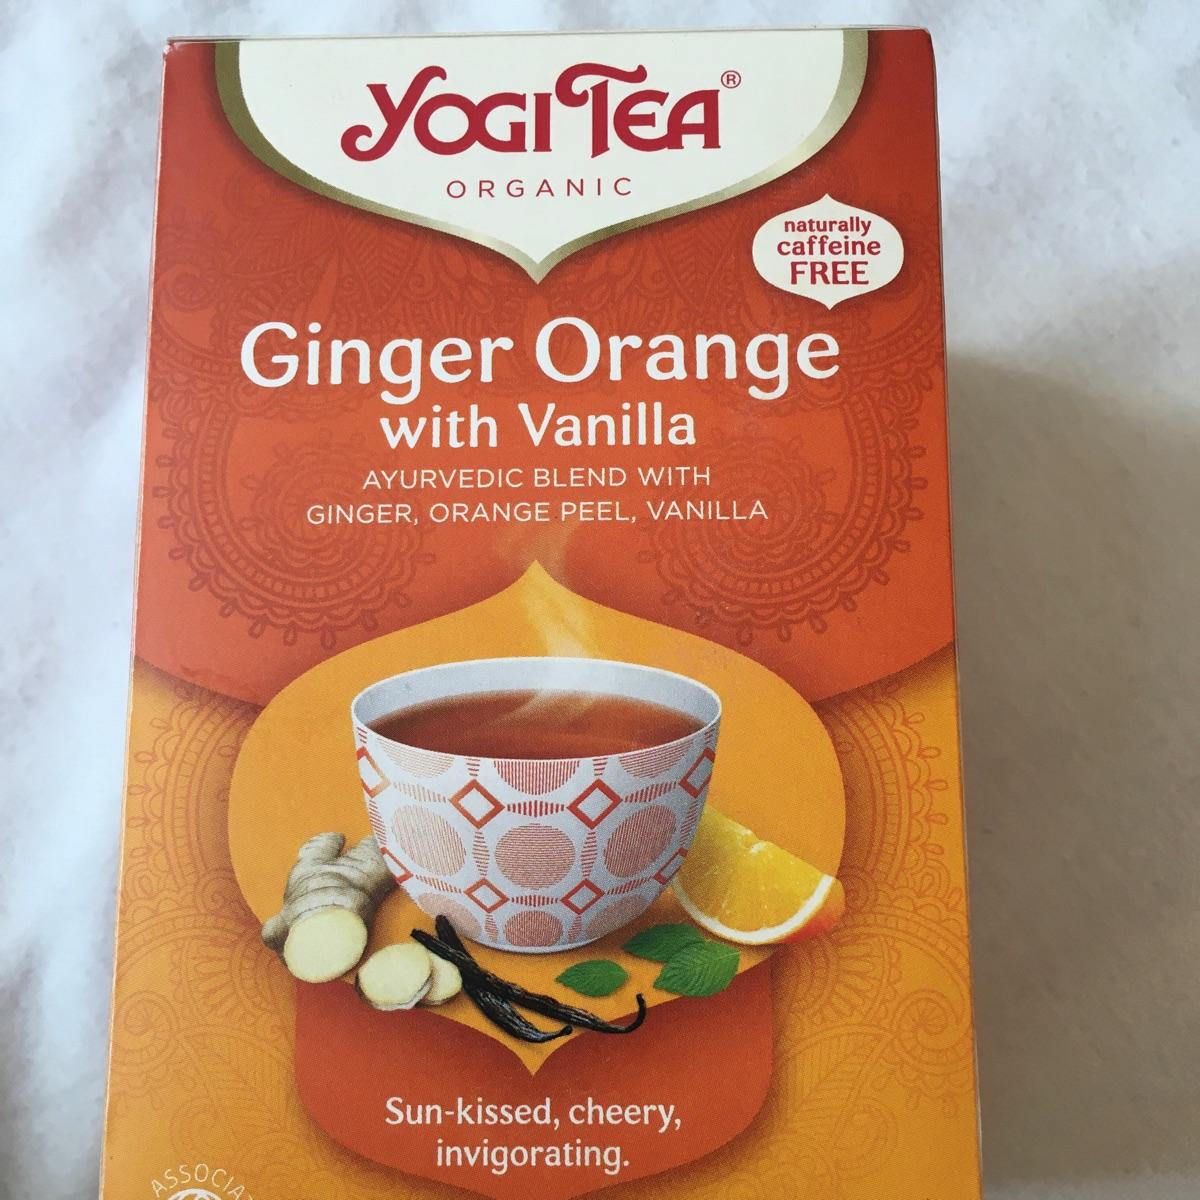 YOGI TEA®
ORGANIC
naturally
caffeine
FREE
Ginger Orange
with Vanilla
AYURVEDIC BLEND WITH
GINGER, ORANGE PEEL, VANILLA
Sun-kissed, cheery,
invigorating.